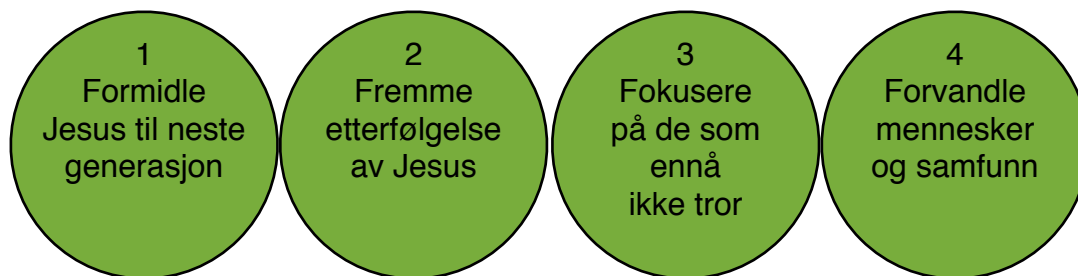 1
Formidle
Jesus til neste
generasjon
2
Fremme
etterfølgelse
av Jesus
3
Fokusere
på de som
ennå
ikke tror
4
Forvandle
mennesker
og samfunn